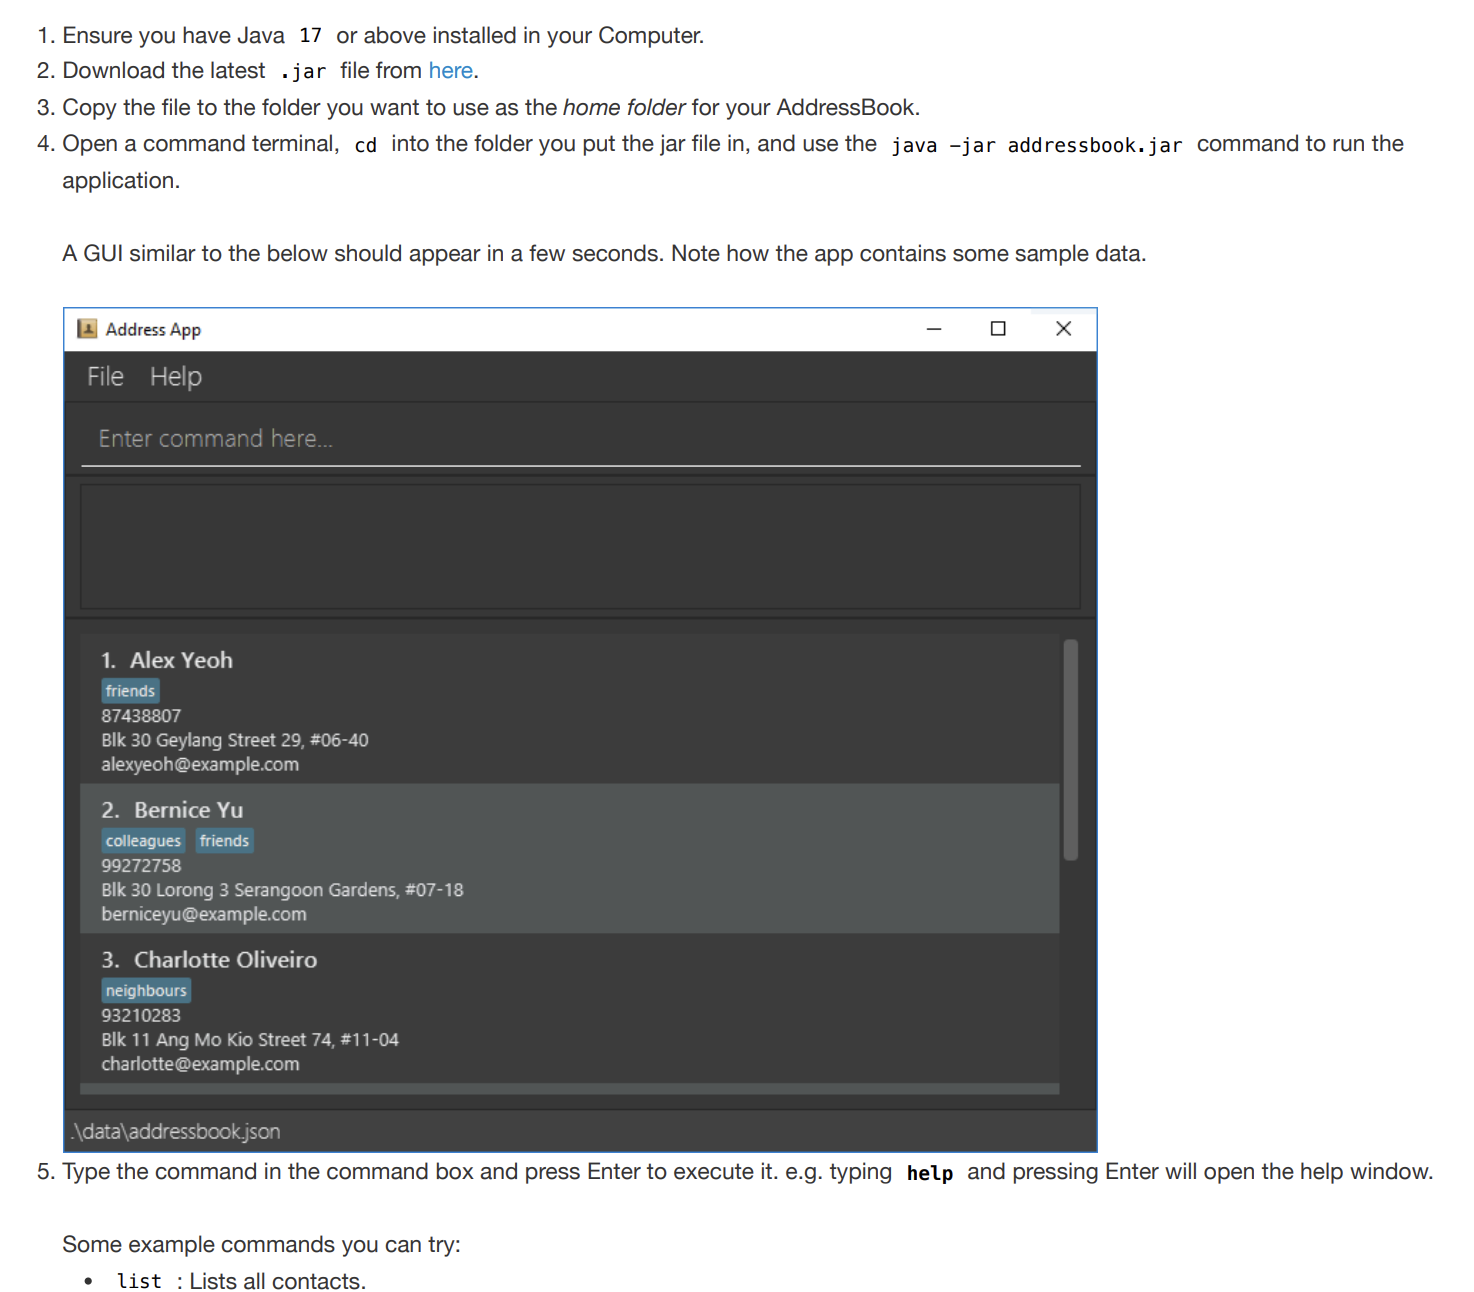 1. Ensure you have Java 17 or above installed in your Computer.
2. Download the latest .jar file from here.
3. Copy the file to the folder you want to use as the home folder for your AddressBook.
4. Open a command terminal, cd into the folder you put the jar file in, and use the java -jar addressbook.jar command to run the
application.
A GUI similar to the below should appear in a few seconds. Note how the app contains some sample data.
Address App
File Help
Enter command here...
1. Alex Yeoh
friends
87438807
Blk 30 Geylang Street 29, #06-40
alexyeoh@example.com
2. Bernice Yu
colleagues friends
99272758
Blk 30 Lorong 3 Serangoon Gardens, #07-18
berniceyu@example.com
3. Charlotte Oliveiro
neighbours
93210283
Blk 11 Ang Mo Kio Street 74, #11-04
charlotte@example.com
.\data\addressbook.json
5. Type the command in the command box and press Enter to execute it. e.g. typing help and pressing Enter will open the help window.
Some example commands you can try:
• list : Lists all contacts.